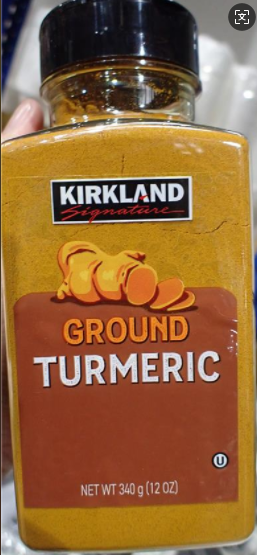 KIRKLAND
Signature
GROUND
TURMERIC
U
NET WT 340 g (12 OZ)